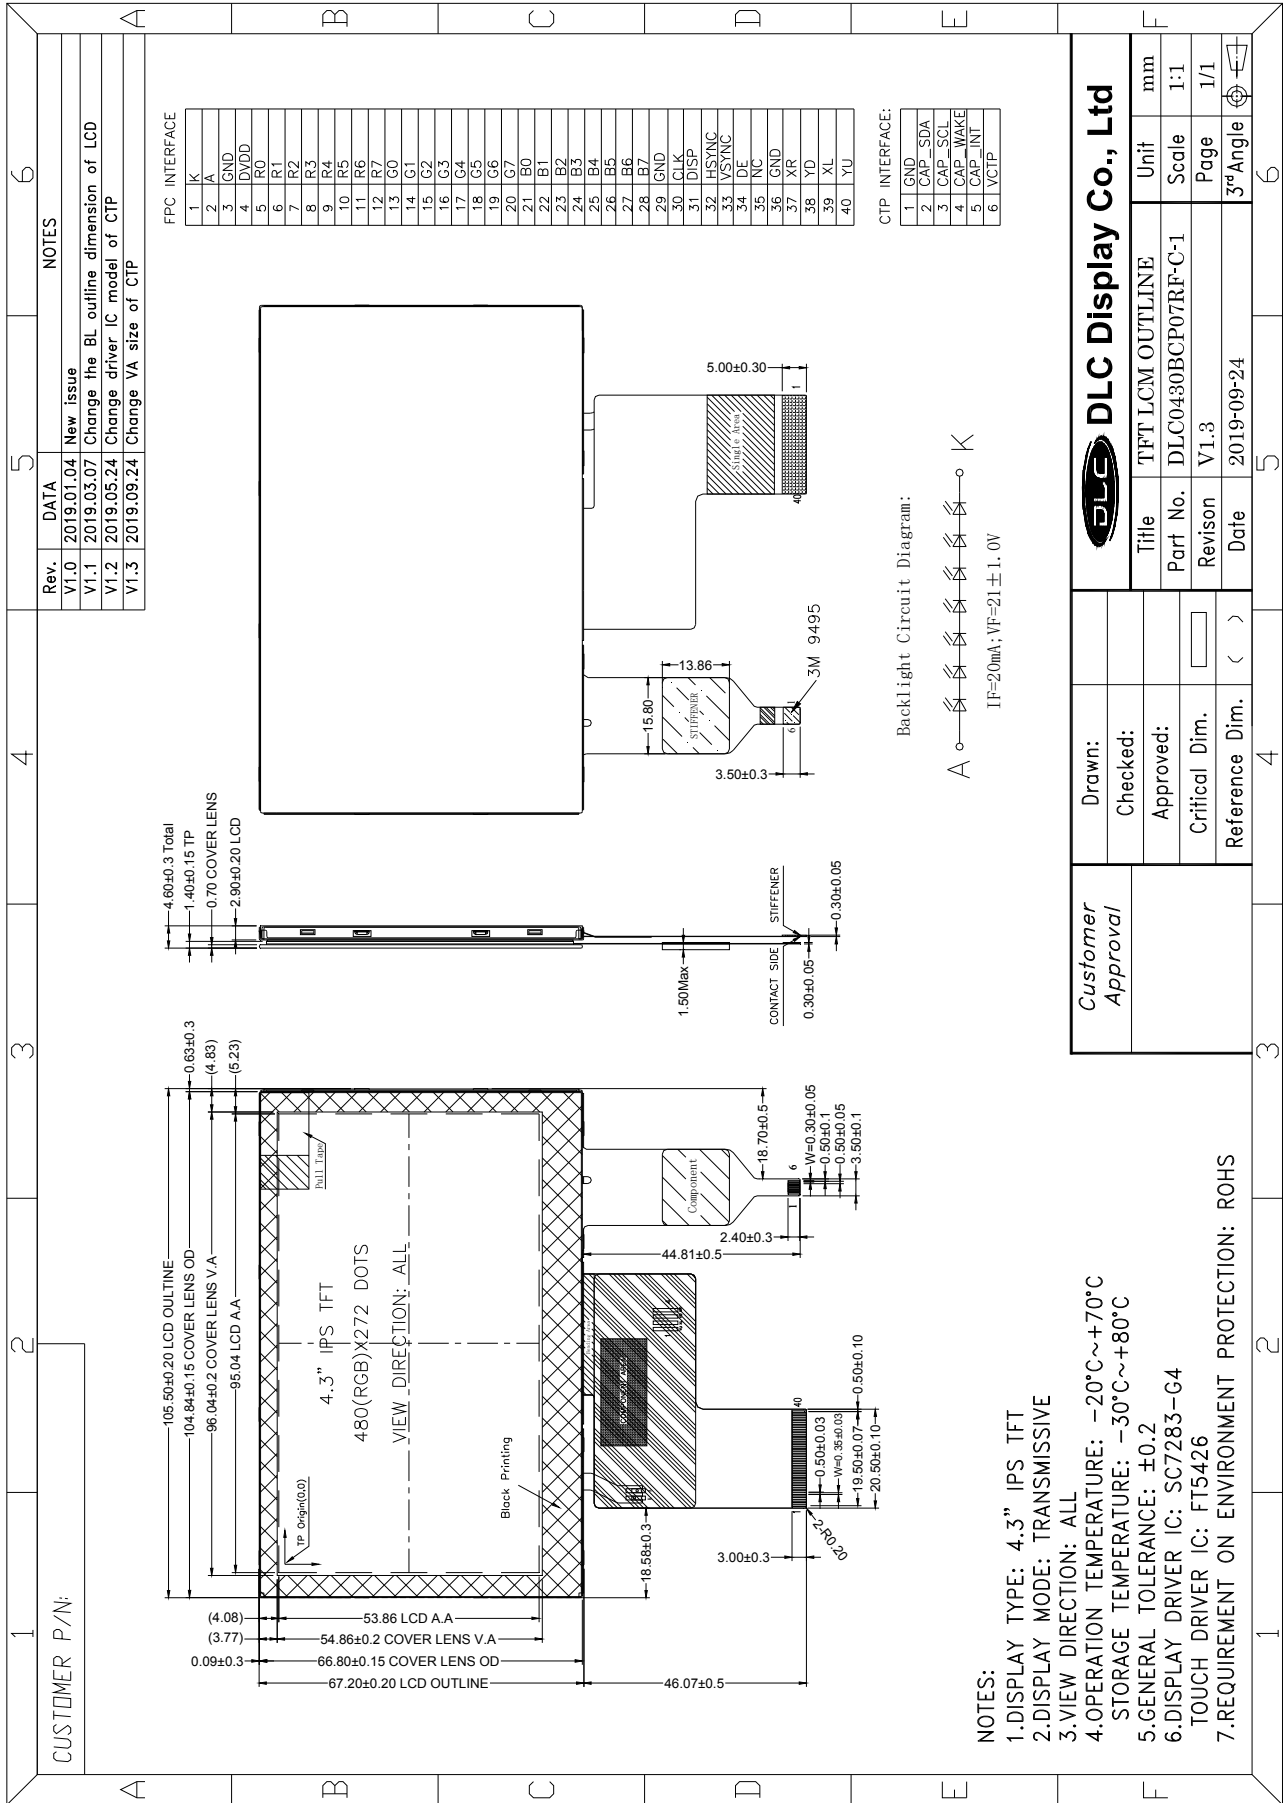 1
2
3
4
5
6
A
B
C
D
E
F
CUSTOMER P/N:
Rev. DATA NOTES
V1.0 2019.01.04 New issue
V1.1 2019.03.07 Change the BL outline dimension of LCD
V1.2 2019.05.24 Change driver IC model of CTP
V1.3 2019.09.24 Change VA size of CTP
105.50±0.20 LCD OULTINE
104.84±0.15 COVER LENS OD
0.63±0.3
96.04±0.2 COVER LENS V.A
(4.83)
95.04 LCD A.A
(5.23)
(4.08)
53.86 LCD A.A
(3.77)
54.86±0.2 COVER LENS V.A
0.09±0.3
66.80±0.15 COVER LENS OD
67.20±0.20 LCD OUTLINE
46.07±0.5
TP Origin(0,0)
Pull Tape
4.3" IPS TFT
480(RGB)X272 DOTS
VIEW DIRECTION: ALL
Black Printing
Component
18.58±0.3
18.70±0.5
44.81±0.5
2.40±0.3
1
6
W=0.30±0.05
0.50±0.1
0.50±0.05
3.50±0.1
3.00±0.3
1
40
2-R0.20
0.50±0.03
W=0.35±0.03
19.50±0.07
20.50±0.10
0.50±0.10
4.60±0.3 Total
1.40±0.15 TP
0.70 COVER LENS
2.90±0.20 LCD
1.50Max
CONTACT SIDE
STIFFENER
0.30±0.05
0.30±0.05
15.80
13.86
STIFFENER
3.50±0.3
6
1
3M 9495
Single Area
5.00±0.30
40
1
FPC INTERFACE
1 K
2 A
3 GND
4 DVDD
5 R0
6 R1
7 R2
8 R3
9 R4
10 R5
11 R6
12 R7
13 G0
14 G1
15 G2
16 G3
17 G4
18 G5
19 G6
20 G7
21 B0
22 B1
23 B2
24 B3
25 B4
26 B5
27 B6
28 B7
29 GND
30 CLK
31 DISP
32 HSYNC
33 VSYNC
34 DE
35 NC
36 GND
37 XR
38 YD
39 XL
40 YU
CTP INTERFACE:
1 GND
2 CAP_SDA
3 CAP_SCL
4 CAP_WAKE
5 CAP_INT
6 VCTP
Backlight Circuit Diagram:
A K
IF=20mA;VF=21±1.0V
NOTES:
1.DISPLAY TYPE: 4.3" IPS TFT
2.DISPLAY MODE: TRANSMISSIVE
3.VIEW DIRECTION: ALL
4.OPERATION TEMPERATURE: -20°C~+70°C
STORAGE TEMPERATURE: -30°C~+80°C
5.GENERAL TOLERANCE: ±0.2
6.DISPLAY DRIVER IC: SC7283-G4
TOUCH DRIVER IC: FT5426
7.REQUIREMENT ON ENVIRONMENT PROTECTION: ROHS
Customer
Approval
Drawn:
Checked:
Approved:
Critical Dim.
Reference Dim. ( )
DLC DLC Display Co., Ltd
Title TFT LCM OUTLINE Unit mm
Part No. DLC0430BCP07RF-C-1 Scale 1:1
Revison V1.3 Page 1/1
Date 2019-09-24 3rd Angle
1
2
3
4
5
6
A
B
C
D
E
F